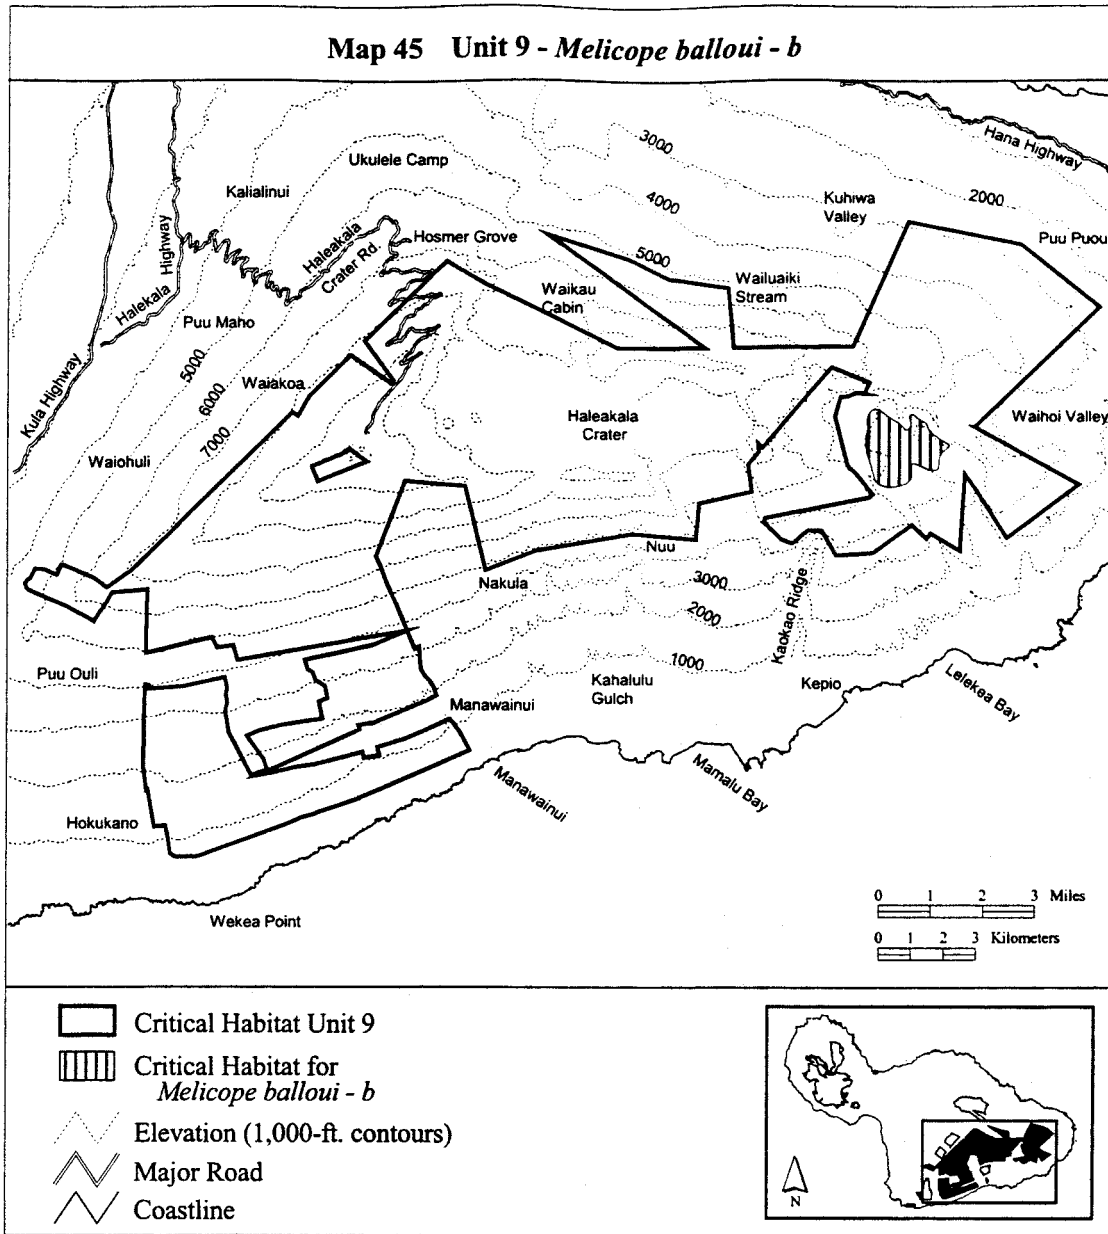 Map 45 Unit 9 - Melicope balloui - b
Hana Highway
3000
Ukulele Camp
Kalialinui
2000
4000
Kuhiwa
Valley
Haleakala
Crater Rd.
Hosmer Grove
Puu Puou
Highway
5000
Halekala
Waikau
Cabin
Wailuaiki
Stream
Puu Maho
5000
Kula Highway
6000
Waiakoa
7000
Haleakala
Crater
Waihoi Valley
Waiohuli
Nuu
Nakula
3000
2000
Kaokao Ridge
1000
Puu Ouli
Kahalulu
Gulch
Kepio
Lelekea Bay
Manawainui
Mamalu Bay
Manawainui
Hokukano
Wekea Point
0 1 2 3 Miles
0 1 2 3 Kilometers
Critical Habitat Unit 9
Critical Habitat for
Melicope balloui - b
Elevation (1,000-ft. contours)
Major Road
Coastline
N